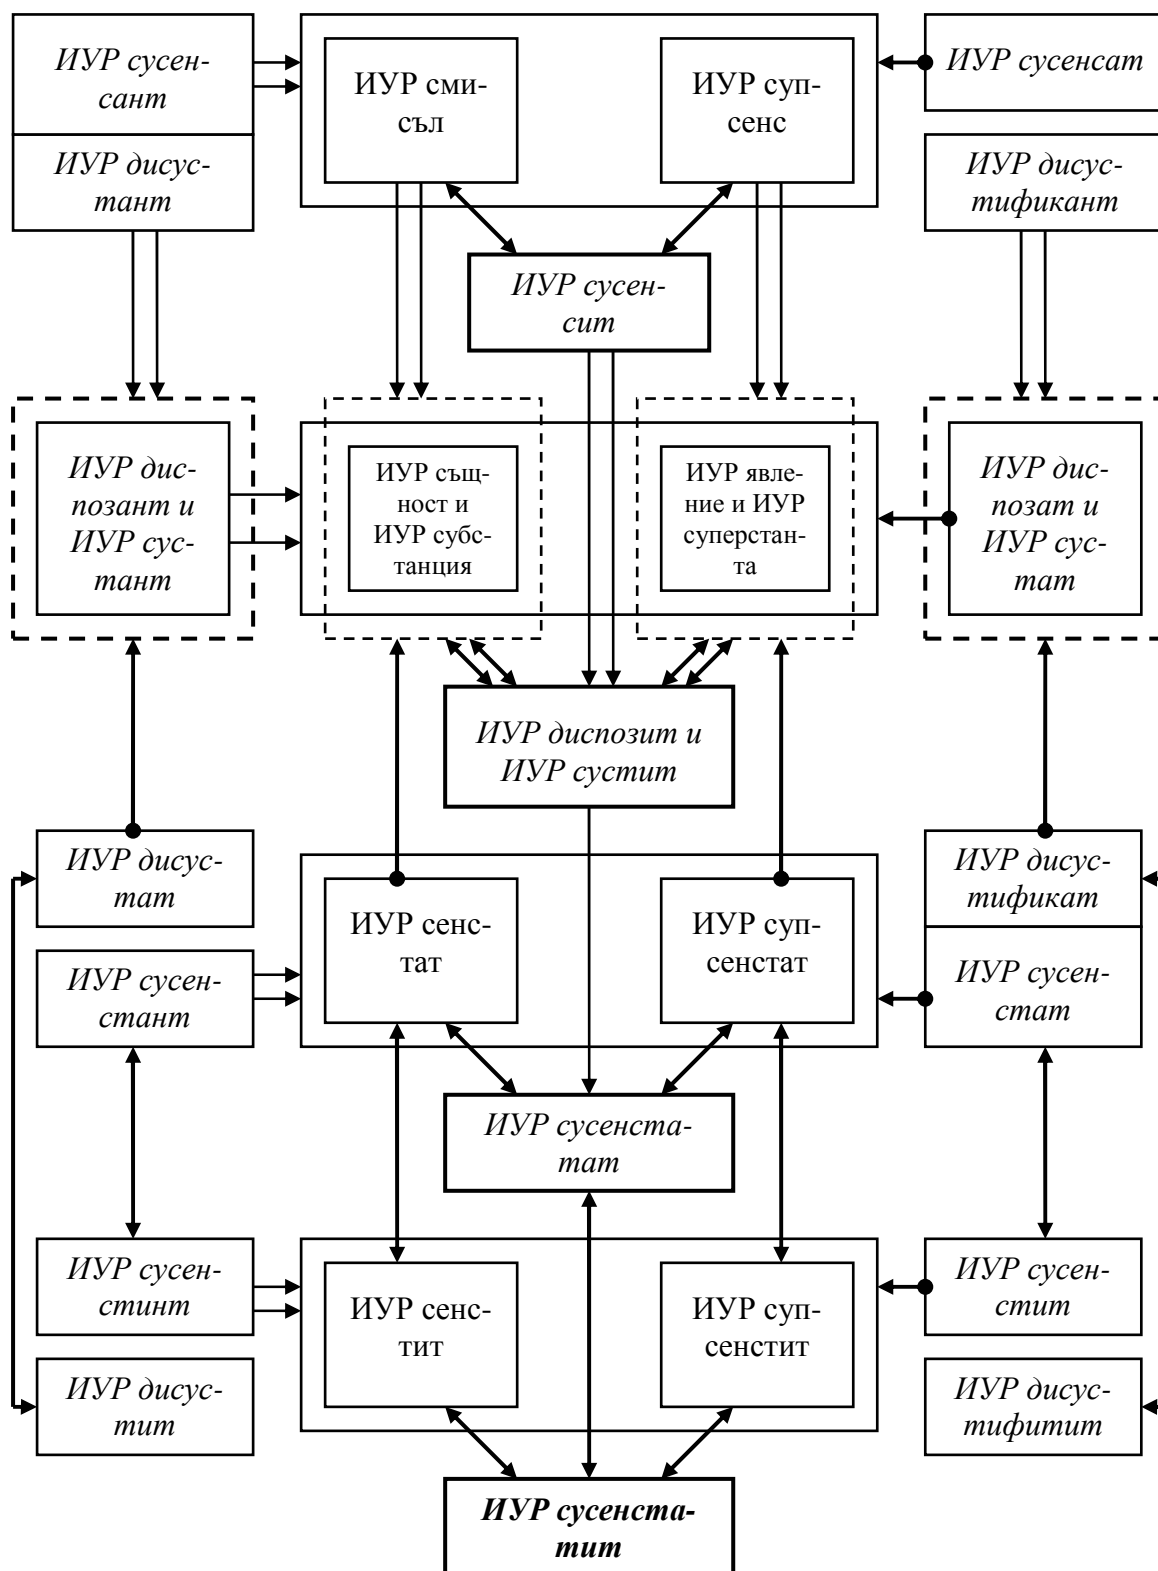 ИУР сусен-
сант
ИУР сми-
съл
ИУР суп-
сенс
ИУР сусенсат
ИУР дисус-
тант
ИУР дисус-
тификант
ИУР сусен-
сит
ИУР дис-
позант и
ИУР сус-
тант
ИУР същ-
ност и
ИУР субс-
танция
ИУР явле-
ние и ИУР
суперстан-
та
ИУР дис-
позат и
ИУР сус-
тат
ИУР диспозит и
ИУР сустит
ИУР дисус-
тат
ИУР сенс-
тат
ИУР суп-
сенстат
ИУР дисус-
тификат
ИУР сусен-
стант
ИУР сусен-
стат
ИУР сусенста-
тат
ИУР сусен-
стинт
ИУР сенс-
тит
ИУР суп-
сенстит
ИУР сусен-
стит
ИУР дисус-
тит
ИУР дисус-
тифитит
ИУР сусенста-
тит